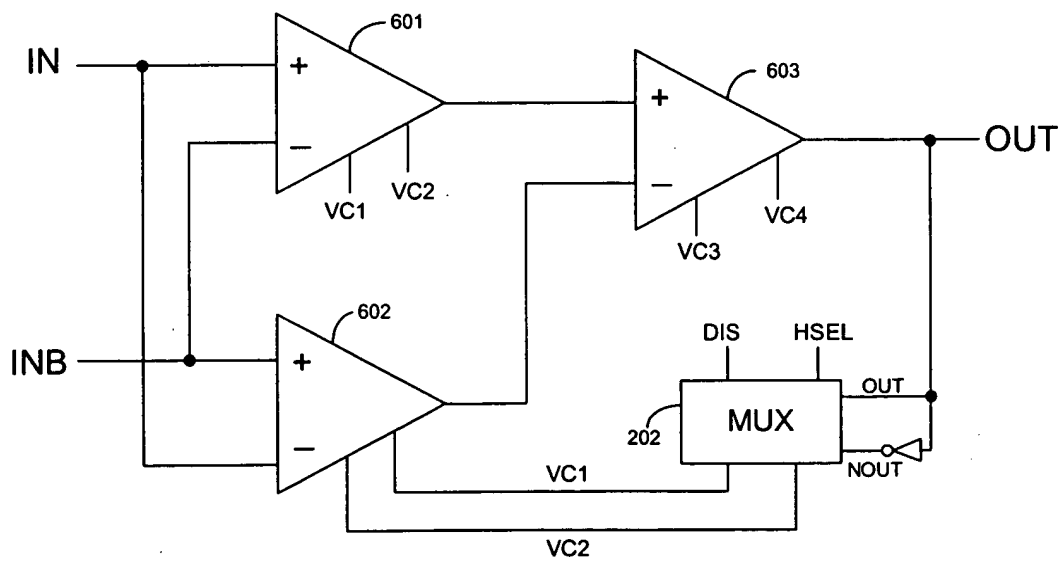 601
IN
+
603
+
−
OUT
VC1
VC2
−
VC4
VC3
602
DIS
HSEL
INB
+
OUT
202
MUX
−
NOUT
VC1
VC2